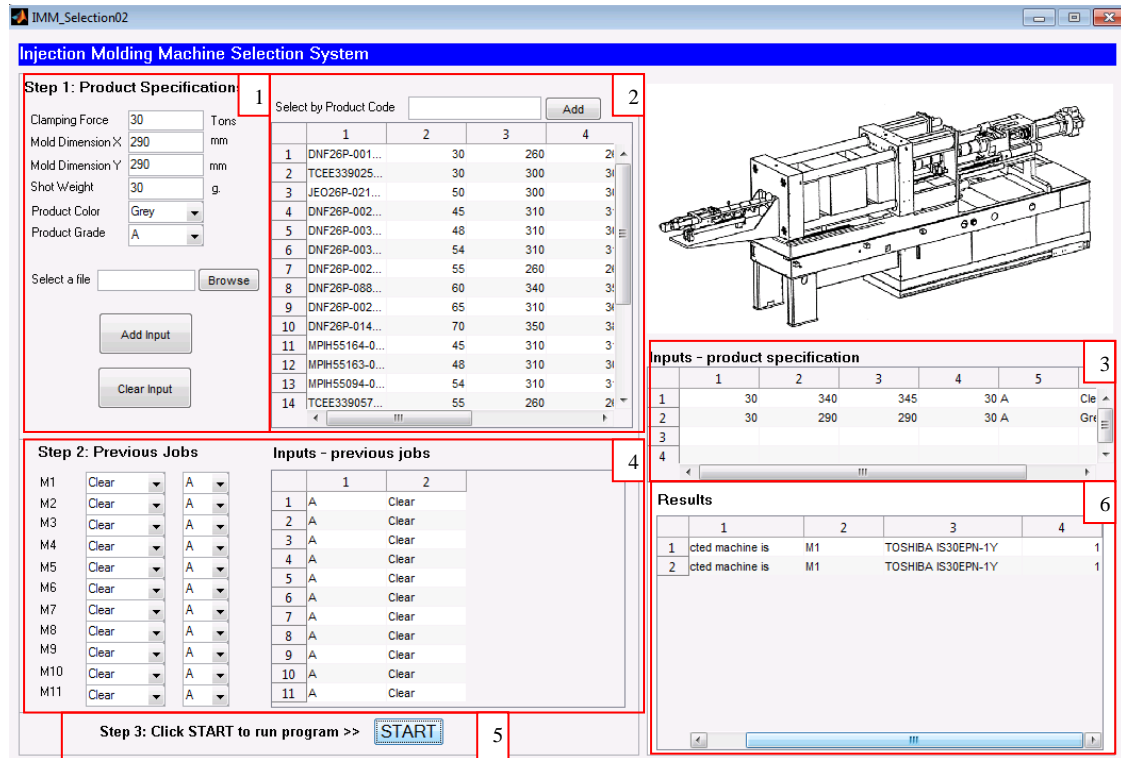 IMM_Selection02
Injection Molding Machine Selection System
Step 1: Product Specification
1
Clamping Force 30 Tons
Mold Dimension X 290 mm
Mold Dimension Y 290 mm
Shot Weight 30 g.
Product Color Grey
Product Grade A
Select a file Browse
Add Input
Clear Input
2
Select by Product Code Add
1 2 3 4
1 DNF26P-001... 30 260
2 TCEE339025... 30 300
3 JEO26P-021... 50 300
4 DNF26P-002... 45 310
5 DNF26P-003... 48 310
6 DNF26P-003... 54 310
7 DNF26P-002... 55 260
8 DNF26P-088... 60 340
9 DNF26P-002... 65 310
10 DNF26P-014... 70 350
11 MPIH55164-0... 45 310
12 MPIH55163-0... 48 310
13 MPIH55094-0... 54 310
14 TCEE339057... 55 260
Inputs - product specification
3
1 2 3 4 5
1 30 340 345 30 A Cle
2 30 290 290 30 A Gre
3
4
Step 2: Previous Jobs
M1 Clear A
M2 Clear A
M3 Clear A
M4 Clear A
M5 Clear A
M6 Clear A
M7 Clear A
M8 Clear A
M9 Clear A
M10 Clear A
M11 Clear A
Inputs - previous jobs
4
1 2
1 A Clear
2 A Clear
3 A Clear
4 A Clear
5 A Clear
6 A Clear
7 A Clear
8 A Clear
9 A Clear
10 A Clear
11 A Clear
Results
6
1 2 3 4
1 cted machine is M1 TOSHIBA IS30EPN-1Y 1
2 cted machine is M1 TOSHIBA IS30EPN-1Y 1
Step 3: Click START to run program >> START
5